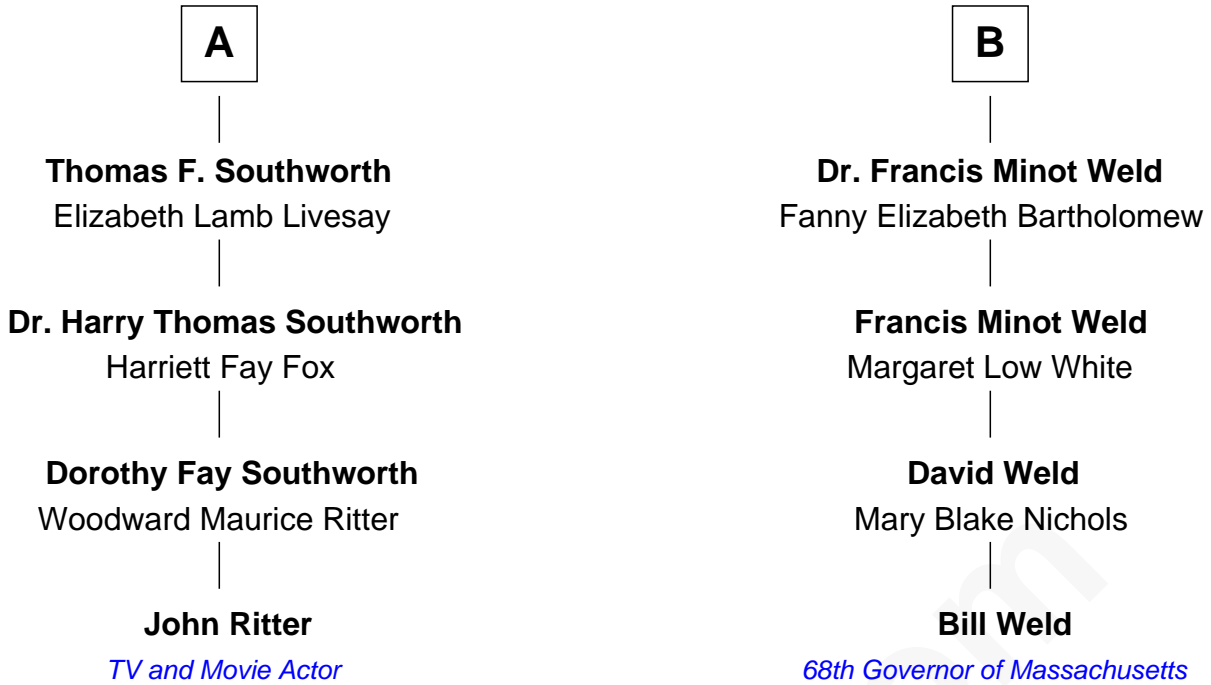 A
Thomas F. Southworth
Elizabeth Lamb Livesay
Dr. Harry Thomas Southworth
Harriett Fay Fox
Dorothy Fay Southworth
Woodward Maurice Ritter
John Ritter
TV and Movie Actor
B
Dr. Francis Minot Weld
Fanny Elizabeth Bartholomew
Francis Minot Weld
Margaret Low White
David Weld
Mary Blake Nichols
Bill Weld
68th Governor of Massachusetts
om